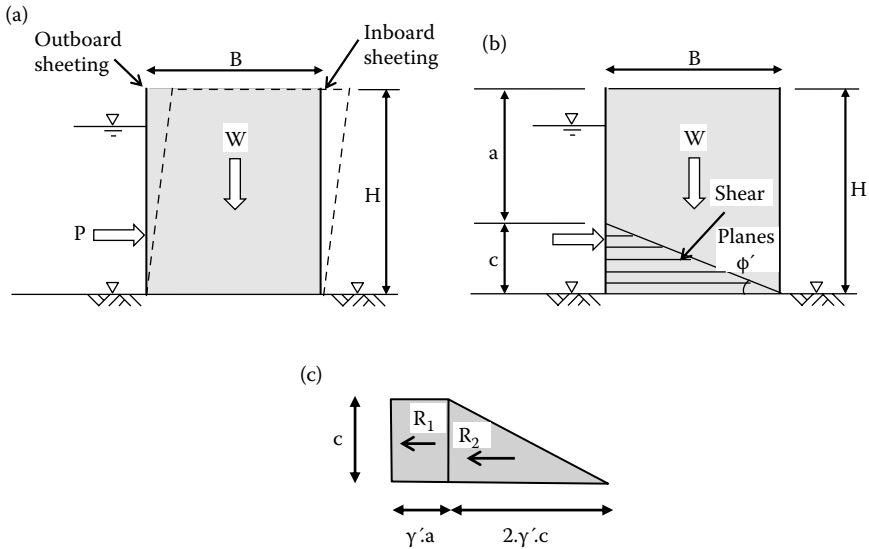 (a)
Outboard
sheeting
B
Inboard
sheeting
W
H
P
(b)
B
a
W
H
Shear
Planes
ϕ′
c
(c)
c
R₁
R₂
γ′.a
2.γ′.c